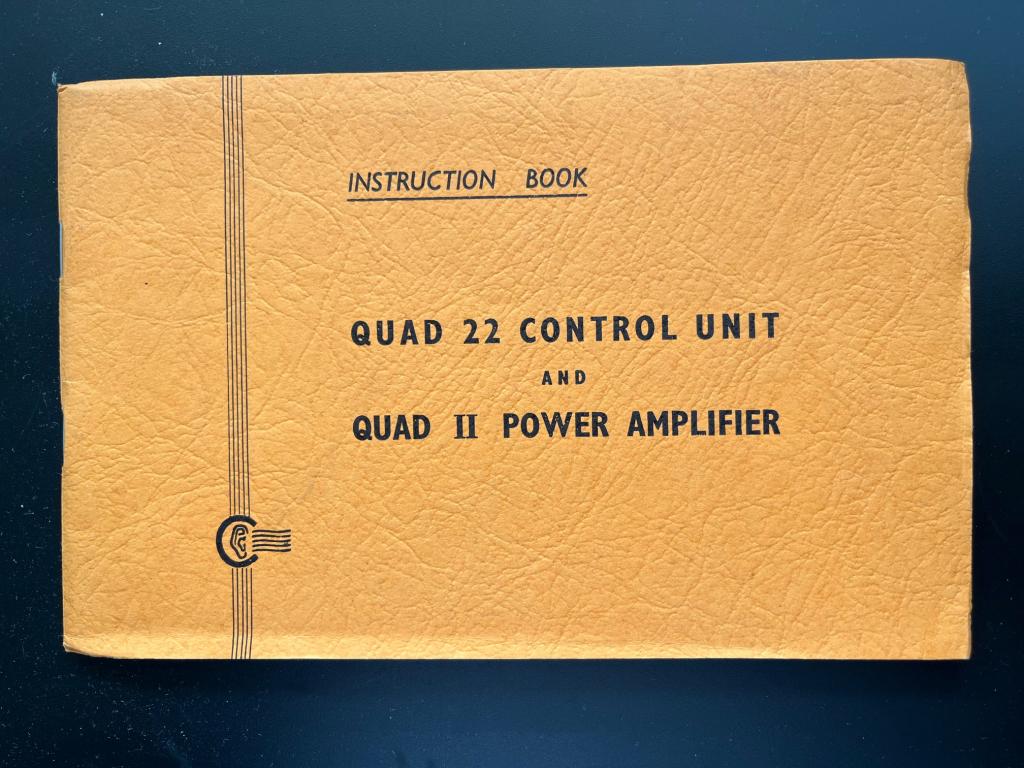 INSTRUCTION BOOK
QUAD 22 CONTROL UNIT
AND
QUAD II POWER AMPLIFIER